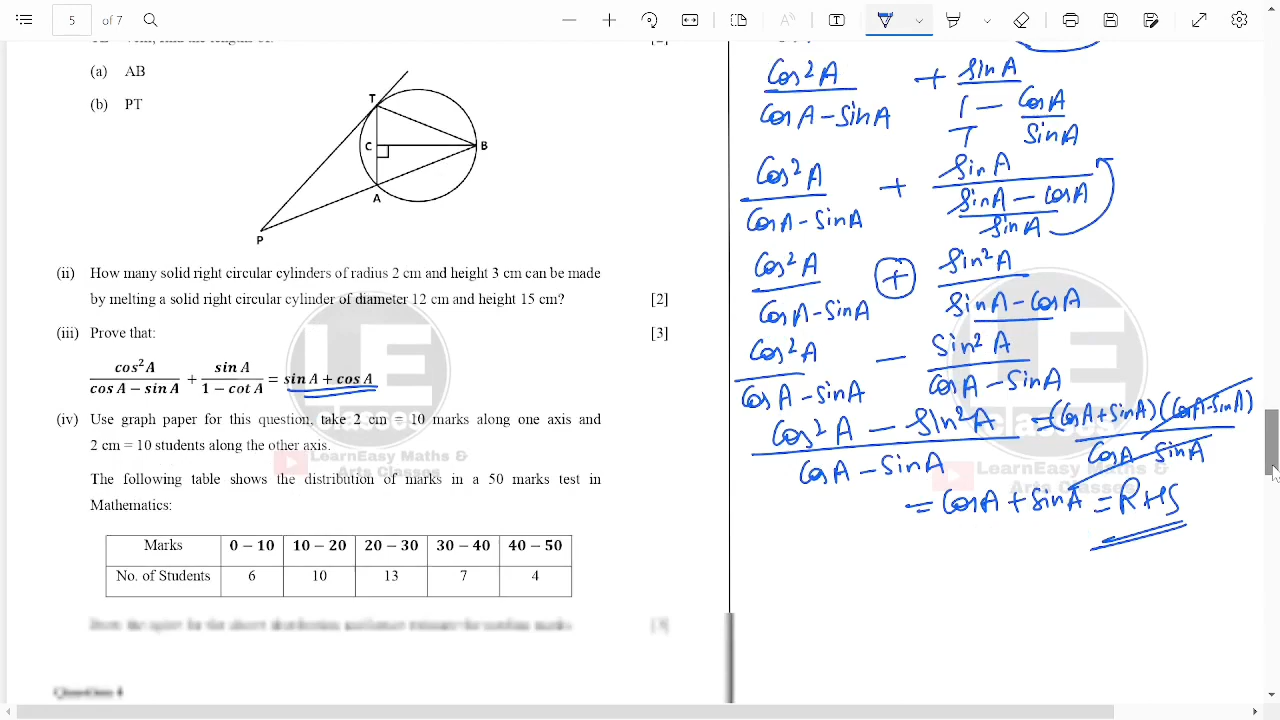 5 of 7
(a) AB
(b) PT
T
C
B
A
P
(ii) How many solid right circular cylinders of radius 2 cm and height 3 cm can be made
by melting a solid right circular cylinder of diameter 12 cm and height 15 cm? [2]
(iii) Prove that: [3]
cos²A / (cos A − sin A) + sin A / (1 − cot A) = sin A + cos A
(iv) Use graph paper for this question, take 2 cm = 10 marks along one axis and
2 cm = 10 students along the other axis.
The following table shows the distribution of marks in a 50 marks test in
Mathematics:
Marks 0 – 10 10 – 20 20 – 30 30 – 40 40 – 50
No. of Students 6 10 13 7 4
Question 4
LE
Classes
LearnEasy Maths &
Arts Classes
Cos²A / (CosA − SinA) + SinA / (1/1 − CosA/SinA)
Cos²A / (CosA − SinA) + SinA / ((SinA − CosA)/SinA)
Cos²A / (CosA − SinA) + Sin²A / (SinA − CosA)
Cos²A / (CosA − SinA) − Sin²A / (CosA − SinA)
(Cos²A − Sin²A) / (CosA − SinA) = (CosA + SinA)(CosA − SinA) / (CosA − SinA)
= CosA + SinA = RHS
LE
Classes
LearnEasy Maths &
Arts Classes